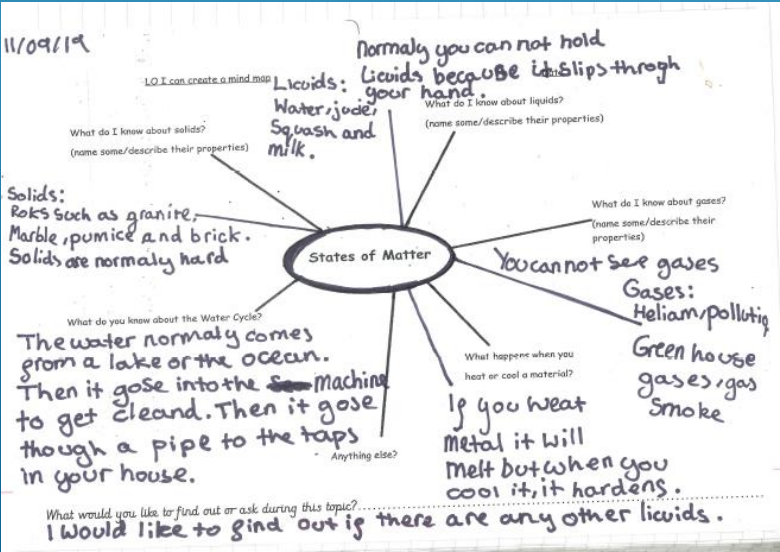 11/09/19
LO I can create a mind map
Normaly you can not hold
Licuids because it slips throgh
your hand.
Licuids:
Water, jude,
Squash and
milk.
What do I know about liquids?
(name some/describe their properties)
What do I know about solids?
(name some/describe their properties)
Solids:
Roks such as granite,
Marble, pumice and brick.
Solids are normaly hard
States of Matter
What do I know about gases?
(name some/describe their
properties)
You can not see gases
Gases:
Heliam, pollutio
Green house
gases, gas
Smoke
What do you know about the Water Cycle?
The water normaly comes
from a lake or the ocean.
Then it gose into the machine
to get cleand. Then it gose
though a pipe to the taps
in your house.
Anything else?
What happens when you
heat or cool a material?
If you heat
metal it will
melt but when you
cool it, it hardens.
What would you like to find out or ask during this topic?
I would like to find out if there are any other licuids.